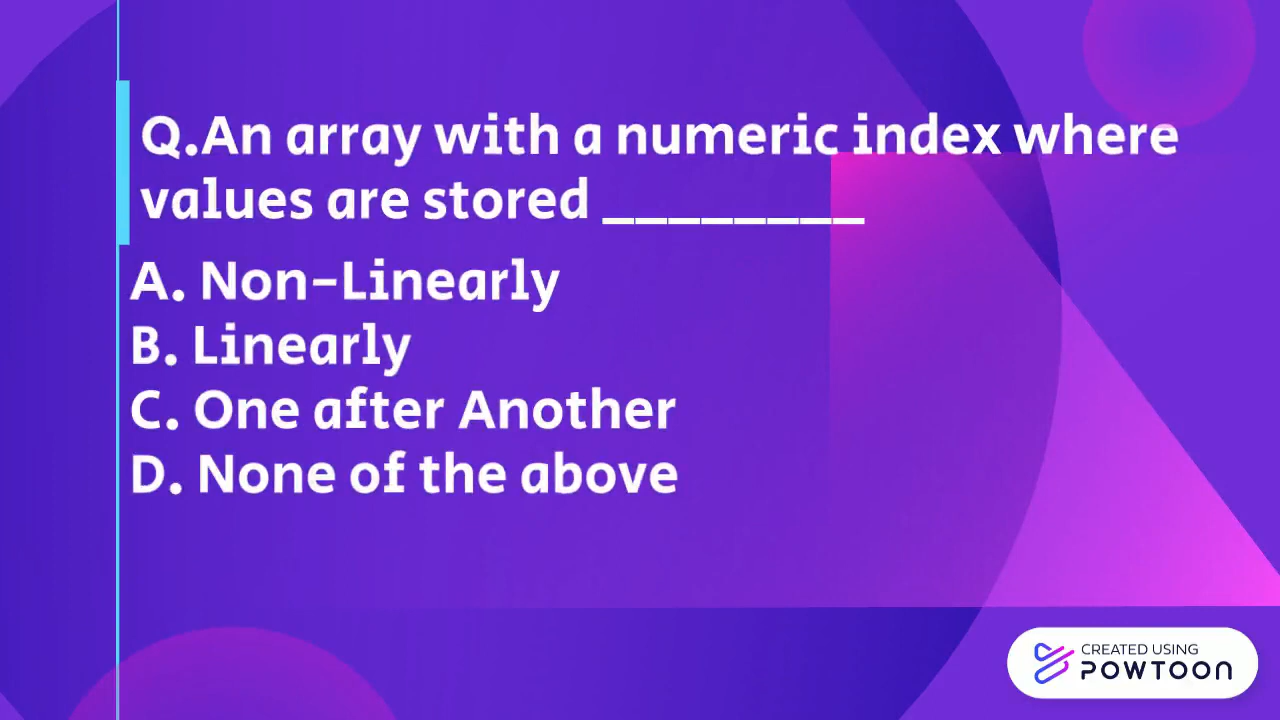 Q.An array with a numeric index where
values are stored ________
A. Non-Linearly
B. Linearly
C. One after Another
D. None of the above
CREATED USING
POWTOON